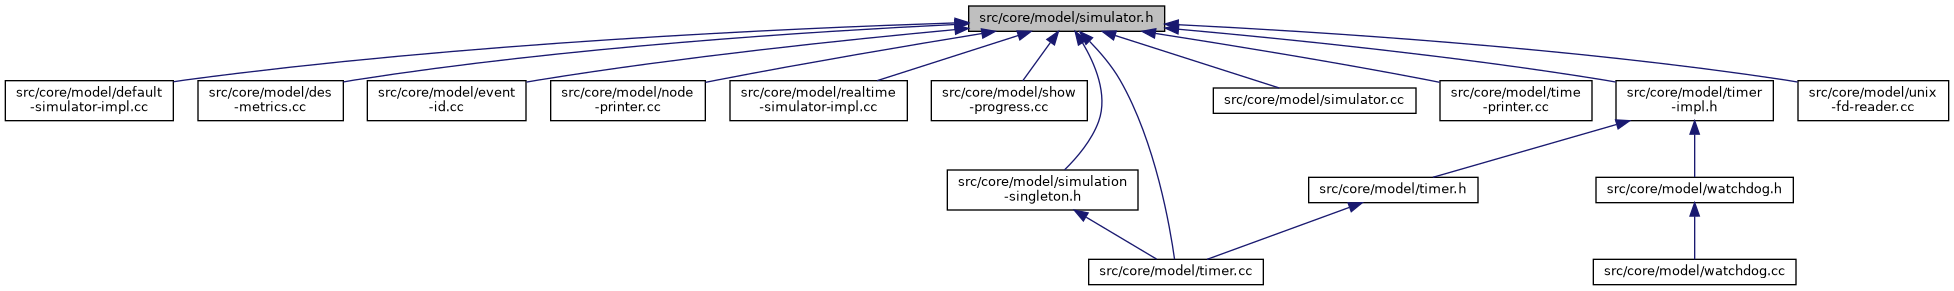 src/core/model/simulator.h
src/core/model/default
-simulator-impl.cc
src/core/model/des
-metrics.cc
src/core/model/event
-id.cc
src/core/model/node
-printer.cc
src/core/model/realtime
-simulator-impl.cc
src/core/model/show
-progress.cc
src/core/model/simulator.cc
src/core/model/time
-printer.cc
src/core/model/timer
-impl.h
src/core/model/unix
-fd-reader.cc
src/core/model/simulation
-singleton.h
src/core/model/timer.h
src/core/model/watchdog.h
src/core/model/timer.cc
src/core/model/watchdog.cc